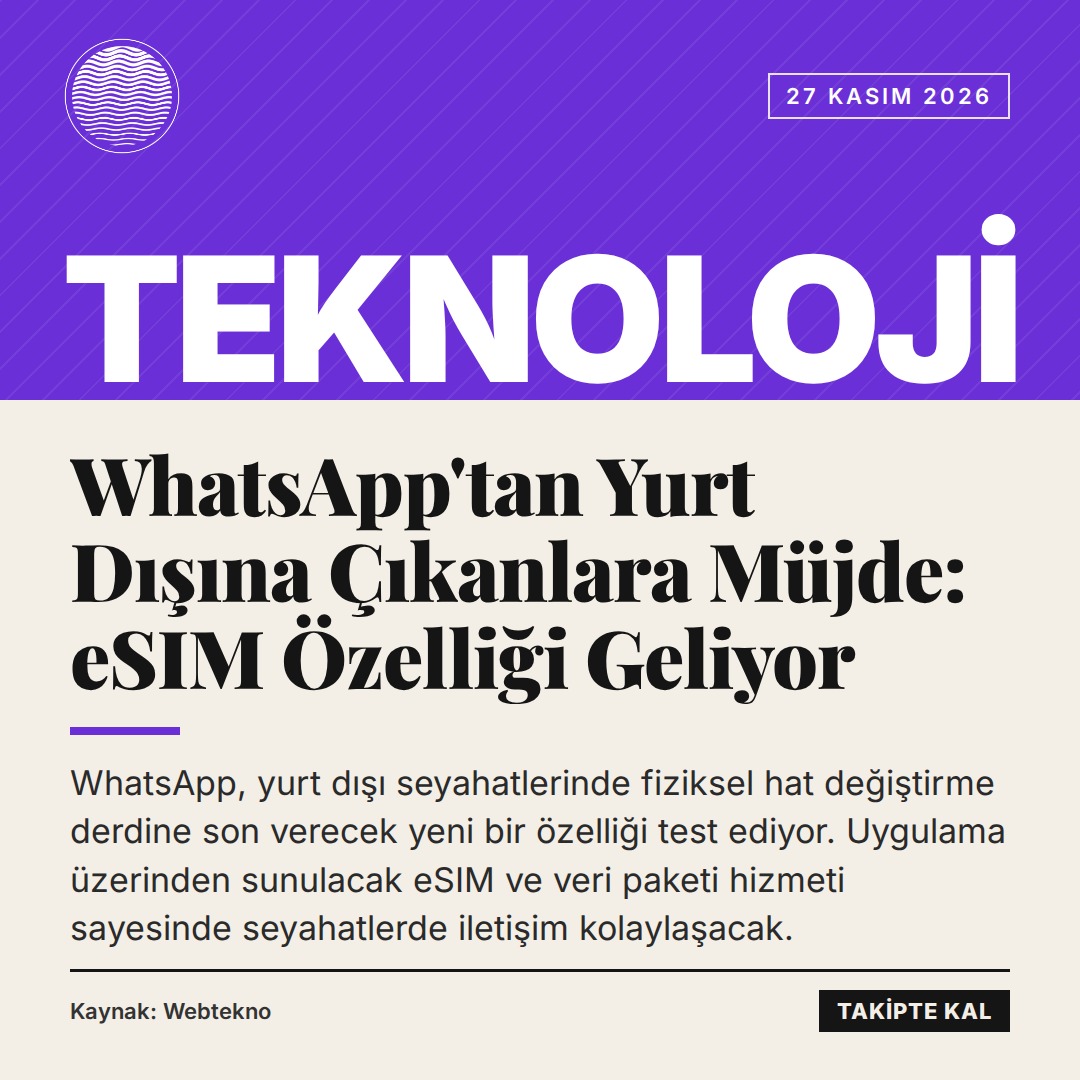 27 KASIM 2026
TEKNOLOJİ
WhatsApp'tan Yurt
Dışına Çıkanlara Müjde:
eSIM Özelliği Geliyor
WhatsApp, yurt dışı seyahatlerinde fiziksel hat değiştirme
derdine son verecek yeni bir özelliği test ediyor. Uygulama
üzerinden sunulacak eSIM ve veri paketi hizmeti
sayesinde seyahatlerde iletişim kolaylaşacak.
Kaynak: Webtekno
TAKİPTE KAL